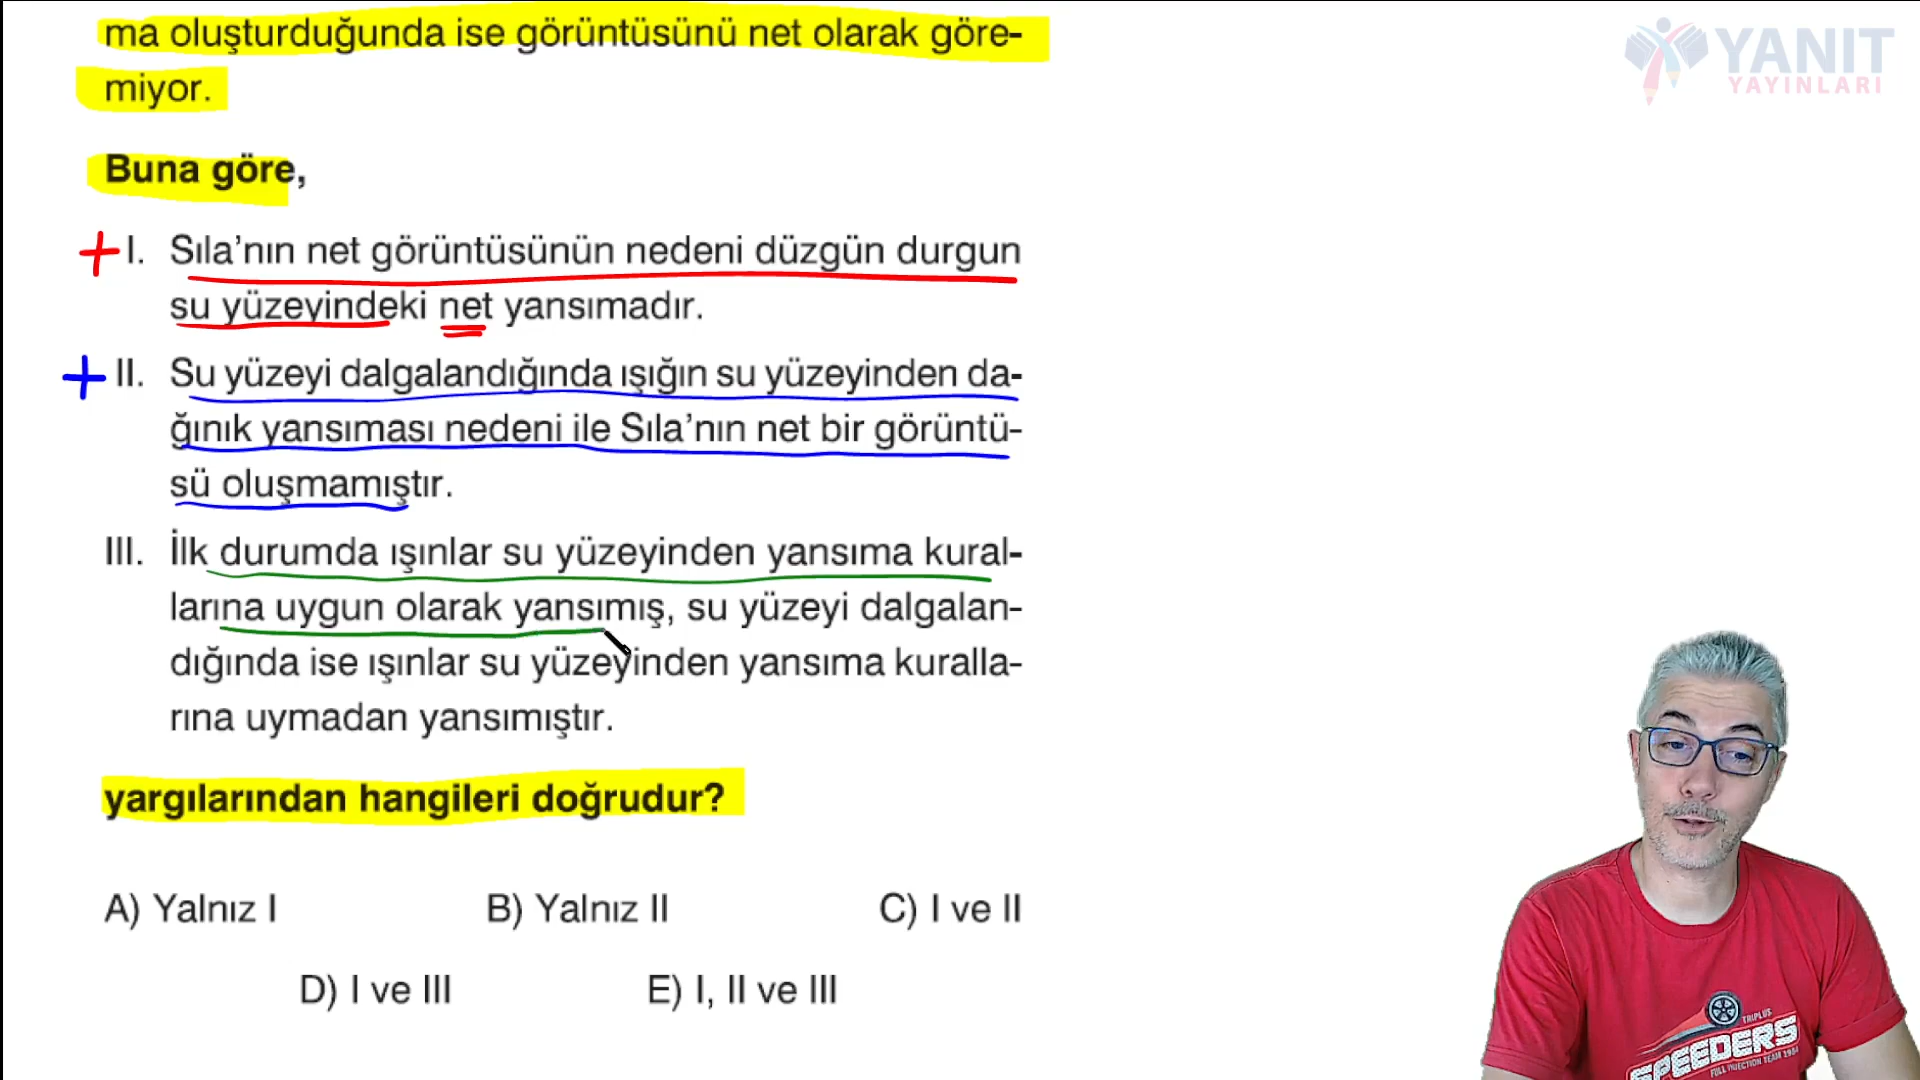 ma oluşturduğunda ise görüntüsünü net olarak göre-
miyor.
YANIT
YAYINLARI
Buna göre,
I. Sıla’nın net görüntüsünün nedeni düzgün durgun
su yüzeyindeki net yansımadır.
II. Su yüzeyi dalgalandığında ışığın su yüzeyinden da-
ğınık yansıması nedeni ile Sıla’nın net bir görüntü-
sü oluşmamıştır.
III. İlk durumda ışınlar su yüzeyinden yansıma kural-
larına uygun olarak yansımış, su yüzeyi dalgalan-
dığında ise ışınlar su yüzeyinden yansıma kuralla-
rına uymadan yansımıştır.
yargılarından hangileri doğrudur?
A) Yalnız I B) Yalnız II C) I ve II
D) I ve III E) I, II ve III
TRIPLUS
SPEEDERS
FULL INJECTION TEAM